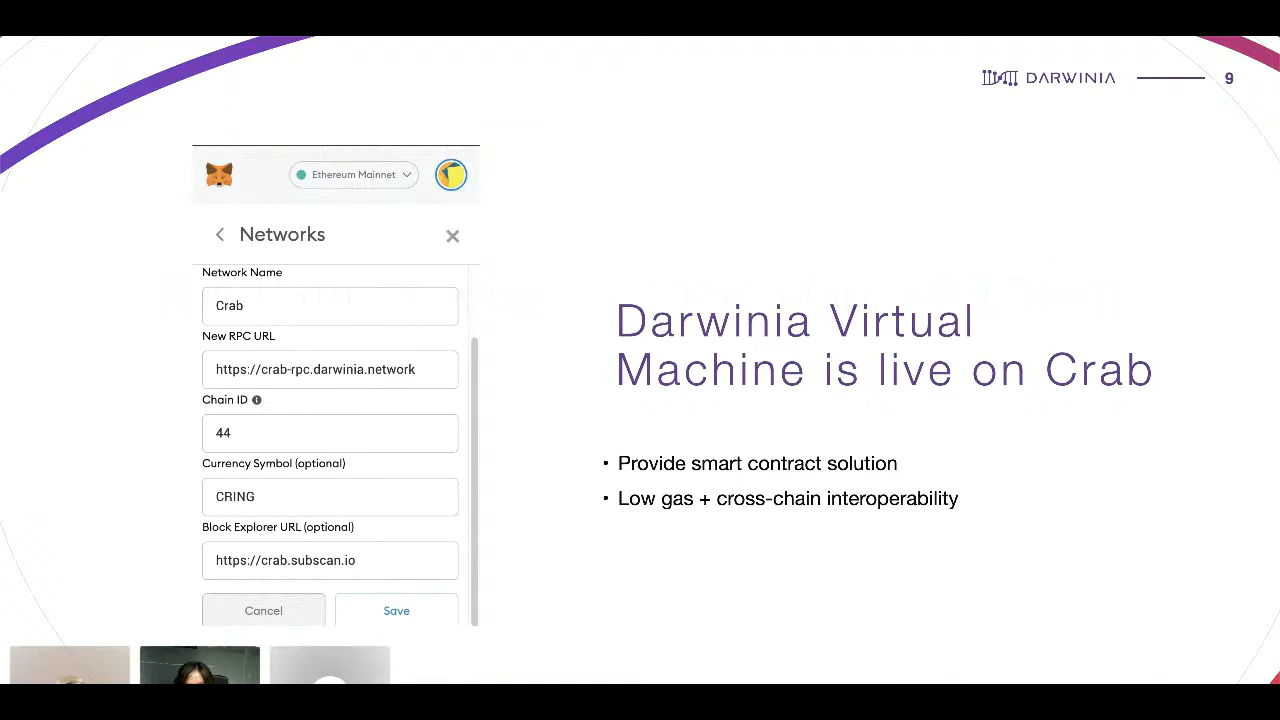 DARWINIA
9
Ethereum Mainnet
Networks
Network Name
Crab
New RPC URL
https://crab-rpc.darwinia.network
Chain ID
44
Currency Symbol (optional)
CRING
Block Explorer URL (optional)
https://crab.subscan.io
Cancel
Save
Darwinia Virtual
Machine is live on Crab
• Provide smart contract solution
• Low gas + cross-chain interoperability